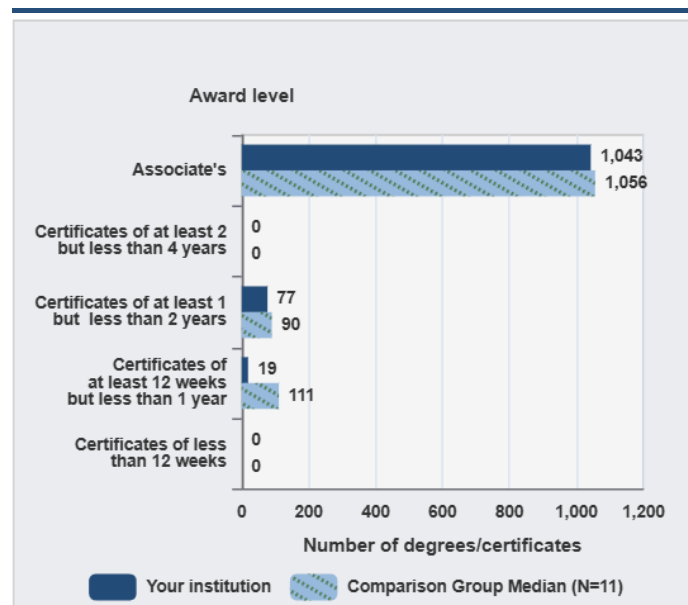 Award level
Associate's
1,043
1,056
Certificates of at least 2
but less than 4 years
0
0
Certificates of at least 1
but less than 2 years
77
90
Certificates of
at least 12 weeks
but less than 1 year
19
111
Certificates of less
than 12 weeks
0
0
0 200 400 600 800 1,000 1,200
Number of degrees/certificates
Your institution Comparison Group Median (N=11)